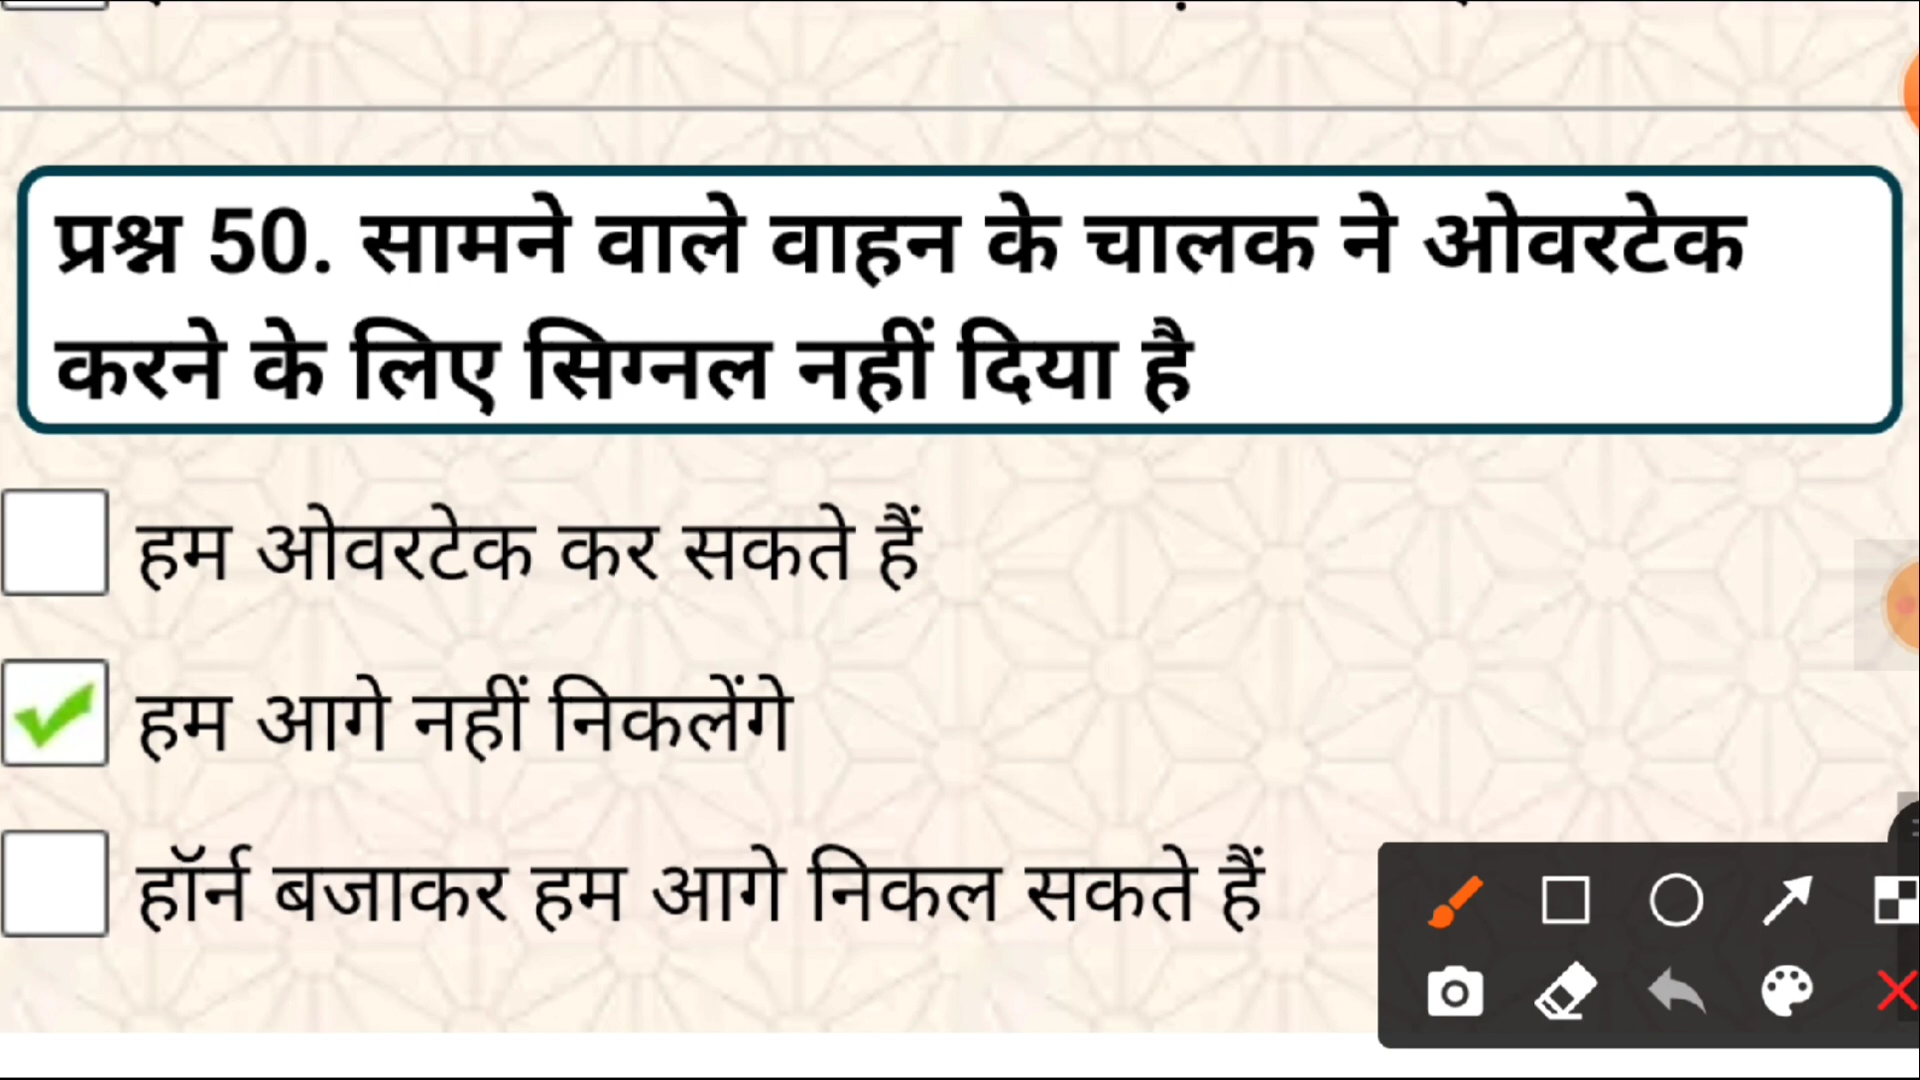 प्रश्न 50. सामने वाले वाहन के चालक ने ओवरटेक
करने के लिए सिग्नल नहीं दिया है
हम ओवरटेक कर सकते हैं
हम आगे नहीं निकलेंगे
हॉर्न बजाकर हम आगे निकल सकते हैं